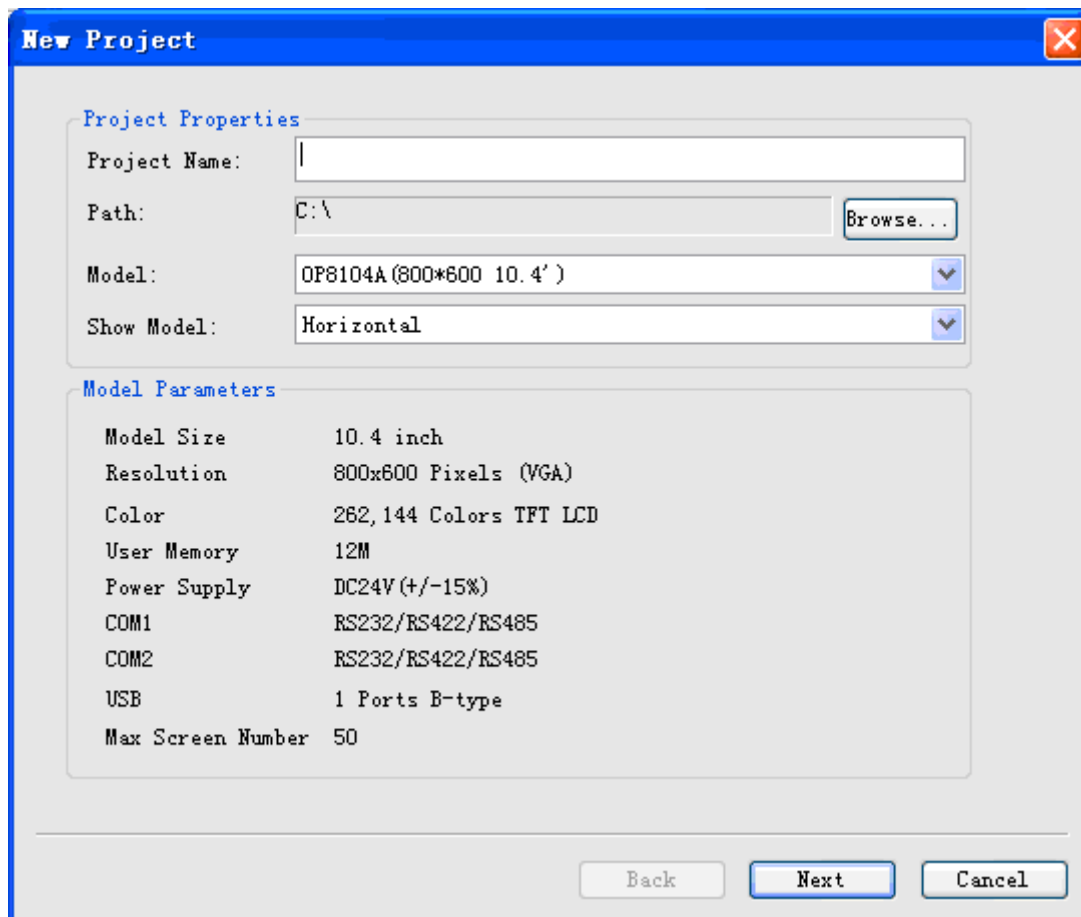 New Project
Project Properties
Project Name:
Path: C:\ Browse...
Model: OP8104A(800*600 10.4')
Show Model: Horizontal
Model Parameters
Model Size 10.4 inch
Resolution 800x600 Pixels (VGA)
Color 262,144 Colors TFT LCD
User Memory 12M
Power Supply DC24V(+/-15%)
COM1 RS232/RS422/RS485
COM2 RS232/RS422/RS485
USB 1 Ports B-type
Max Screen Number 50
Back Next Cancel